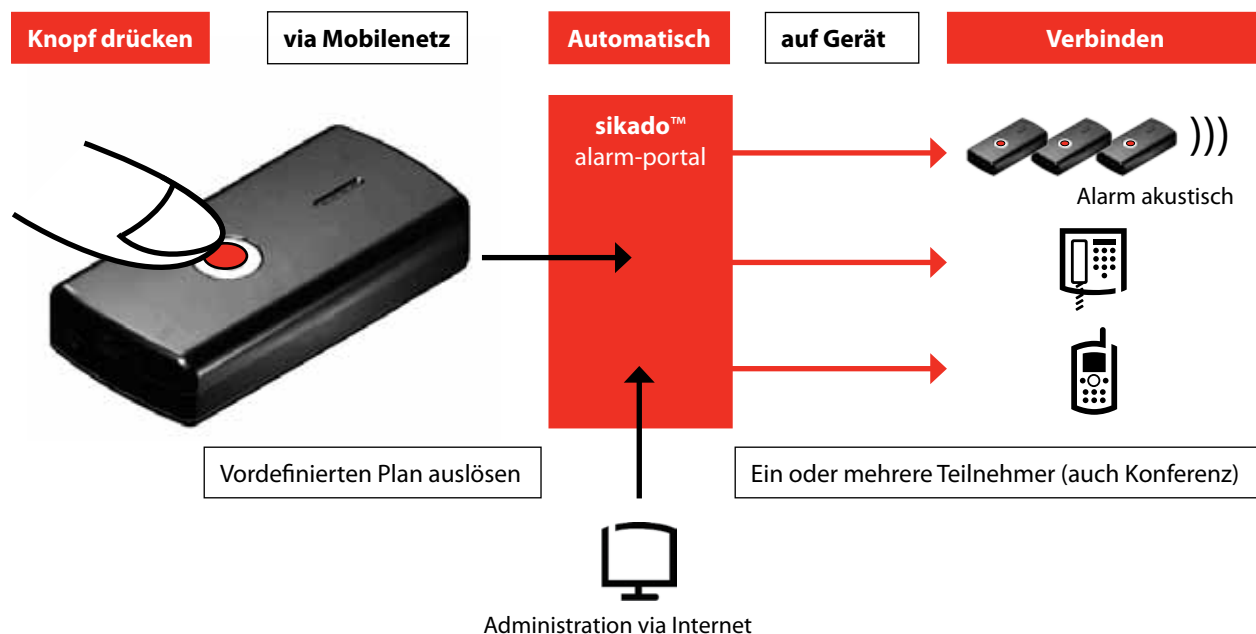 Knopf drücken
via Mobilenetz
Automatisch
auf Gerät
Verbinden
sikado™
alarm-portal
Alarm akustisch
Vordefinierten Plan auslösen
Ein oder mehrere Teilnehmer (auch Konferenz)
Administration via Internet